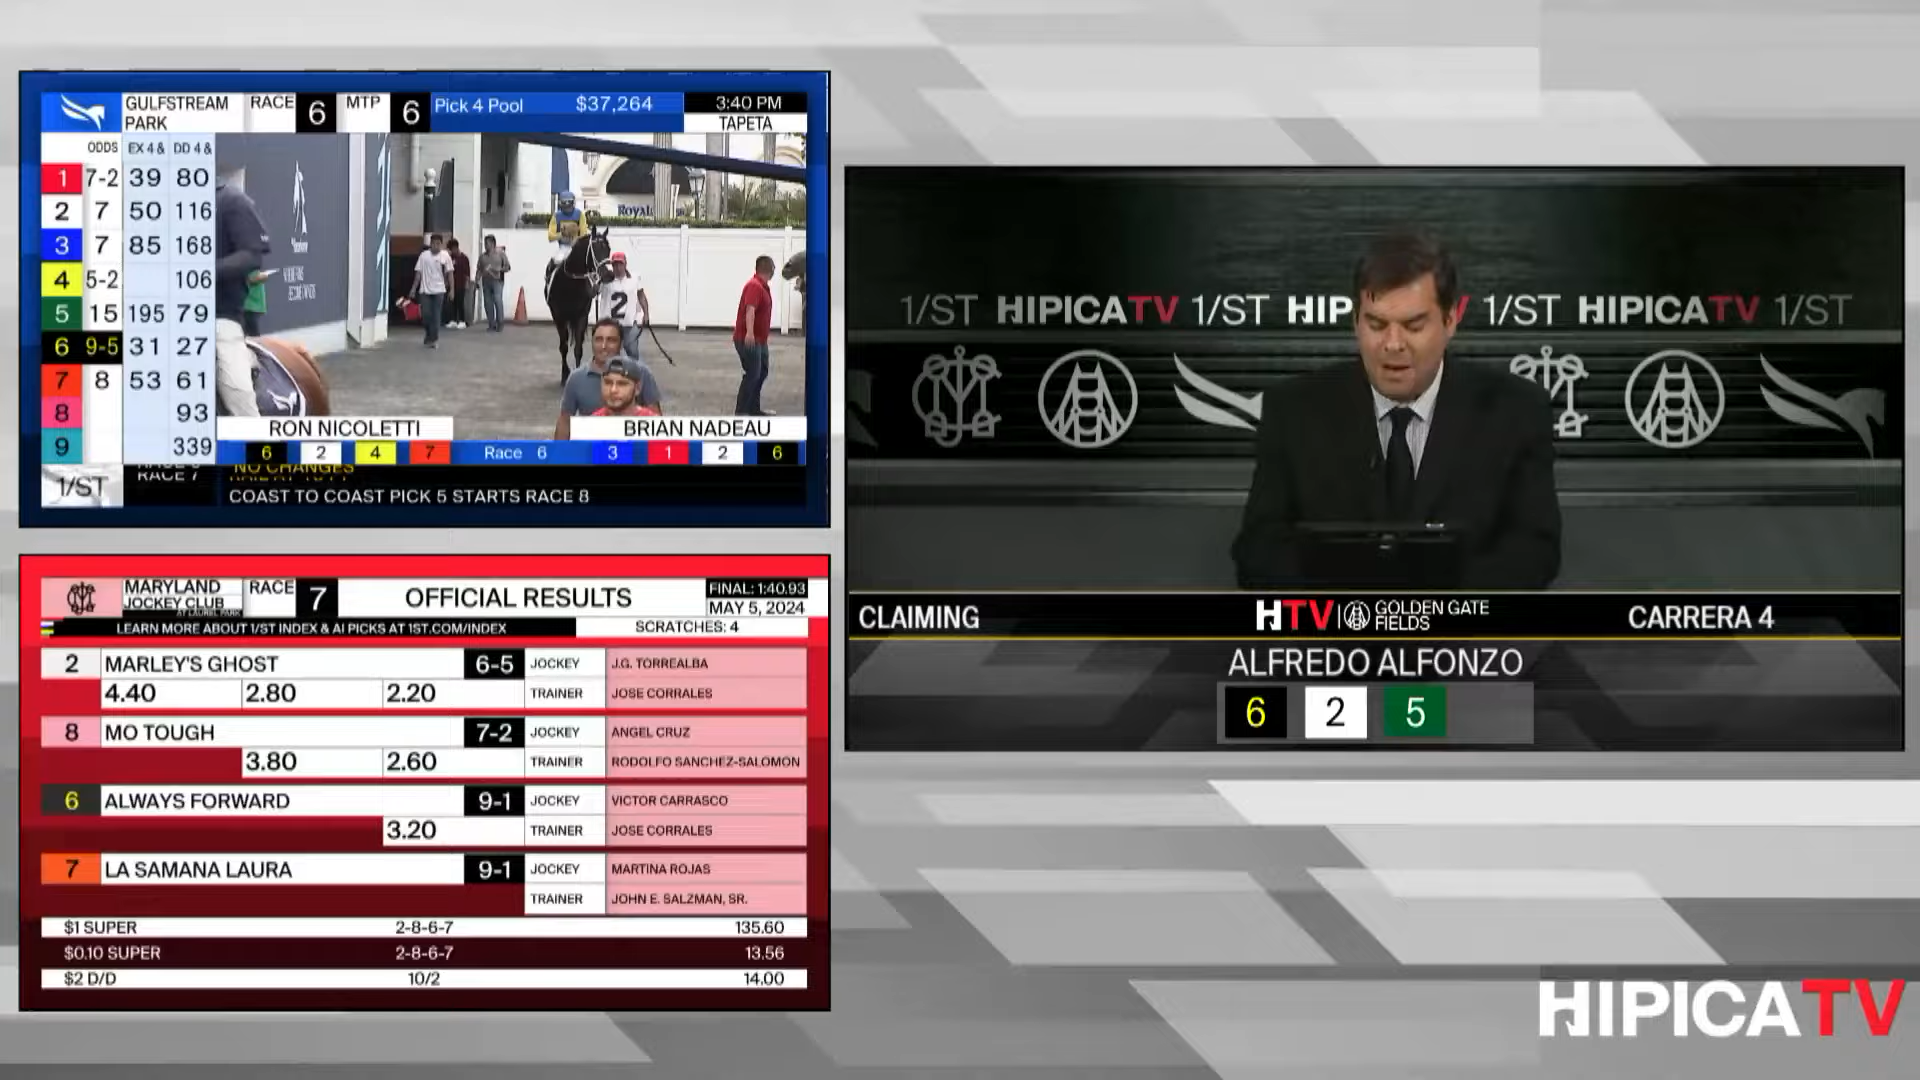 GULFSTREAM PARK RACE 6 MTP 6 Pick 4 Pool $37,264 3:40 PM TAPETA
ODDS EX 4 & DD 4 &
1 7-2 39 80
2 7 50 116
3 7 85 168
4 5-2 106
5 15 195 79
6 9-5 31 27
7 8 53 61
8 93
9 339
2
RON NICOLETTI BRIAN NADEAU
6 2 4 7 Race 6 3 1 2 6
RACE 7 NO CHANGES
1/ST COAST TO COAST PICK 5 STARTS RACE 8
MARYLAND JOCKEY CLUB AT LAUREL PARK RACE 7 OFFICIAL RESULTS FINAL: 1:40.93
MAY 5, 2024
LEARN MORE ABOUT 1/ST INDEX & AI PICKS AT 1ST.COM/INDEX SCRATCHES: 4
2 MARLEY'S GHOST 6-5 JOCKEY J.G. TORREALBA
4.40 2.80 2.20 TRAINER JOSE CORRALES
8 MO TOUGH 7-2 JOCKEY ANGEL CRUZ
3.80 2.60 TRAINER RODOLFO SANCHEZ-SALOMON
6 ALWAYS FORWARD 9-1 JOCKEY VICTOR CARRASCO
3.20 TRAINER JOSE CORRALES
7 LA SAMANA LAURA 9-1 JOCKEY MARTINA ROJAS
TRAINER JOHN E. SALZMAN, SR.
$1 SUPER 2-8-6-7 135.60
$0.10 SUPER 2-8-6-7 13.56
$2 D/D 10/2 14.00
1/ST HIPICATV 1/ST HIP V 1/ST HIPICATV 1/ST
CLAIMING HTV GOLDEN GATE FIELDS CARRERA 4
ALFREDO ALFONZO
6 2 5
HIPICATV